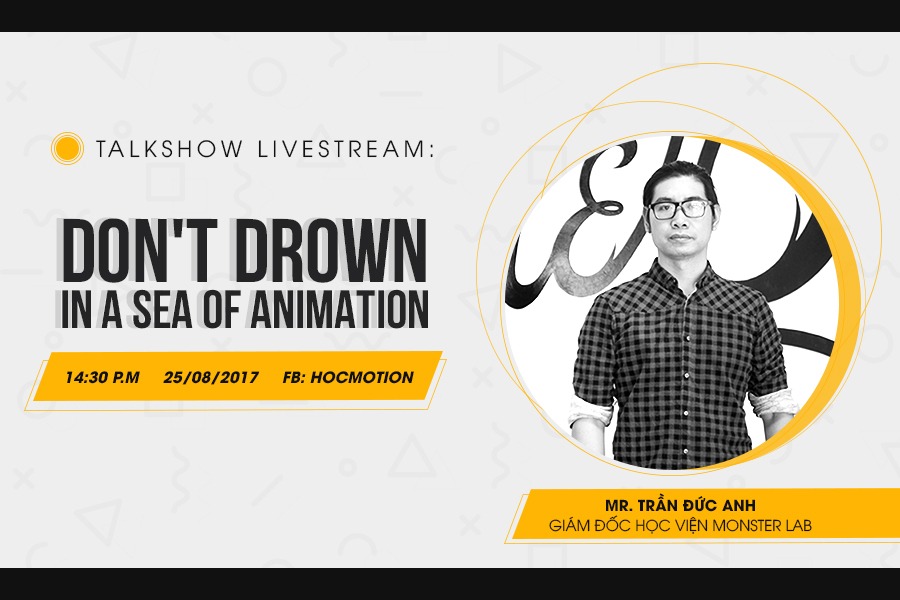 TALKSHOW LIVESTREAM:
DON'T DROWN
IN A SEA OF ANIMATION
14:30 P.M 25/08/2017 FB: HOCMOTION
MR. TRẦN ĐỨC ANH
GIÁM ĐỐC HỌC VIỆN MONSTER LAB